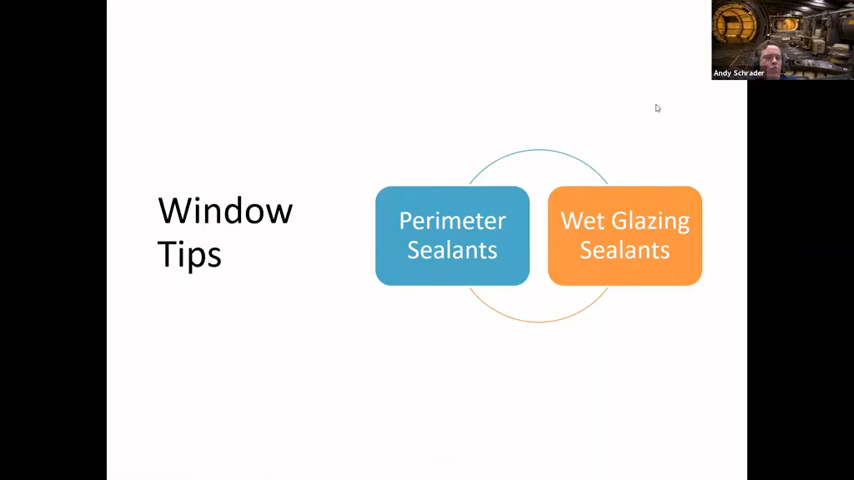 Andy Schrader
Window
Tips
Perimeter
Sealants
Wet Glazing
Sealants